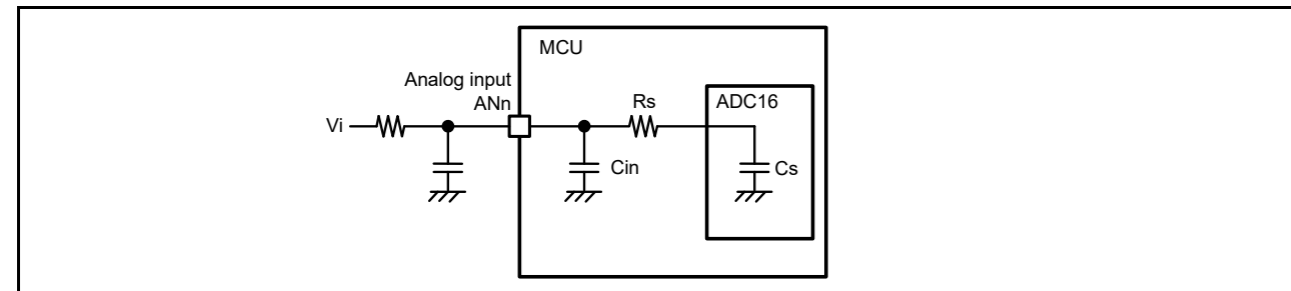 MCU
Analog input
ANn
Rs
ADC16
Vi
Cin
Cs